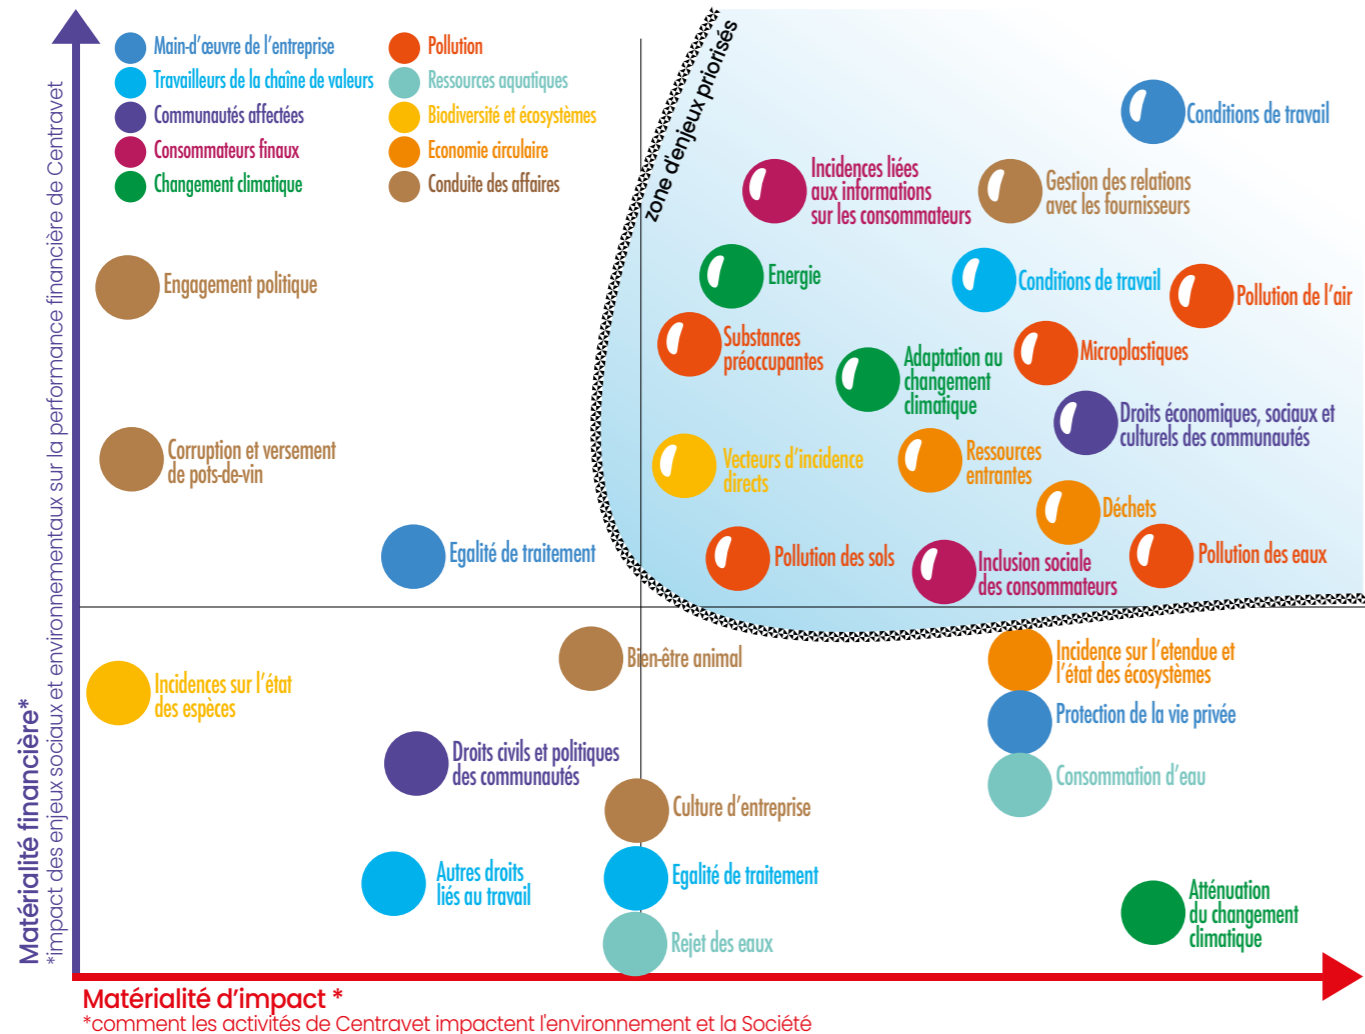 Matérialité financière*
*impact des enjeux sociaux et environnementaux sur la performance financière de Centravet
Main-d'œuvre de l'entreprise
Travailleurs de la chaîne de valeurs
Communautés affectées
Consommateurs finaux
Changement climatique
Pollution
Ressources aquatiques
Biodiversité et écosystèmes
Economie circulaire
Conduite des affaires
zone d'enjeux priorisés
Conditions de travail
Incidences liées
aux informations
sur les consommateurs
Gestion des relations
avec les fournisseurs
Engagement politique
Energie
Conditions de travail
Pollution de l'air
Substances
préoccupantes
Adaptation au
changement
climatique
Microplastiques
Droits économiques, sociaux et
culturels des communautés
Corruption et versement
de pots-de-vin
Vecteurs d'incidence
directs
Ressources
entrantes
Déchets
Egalité de traitement
Pollution des sols
Inclusion sociale
des consommateurs
Pollution des eaux
Bien-être animal
Incidence sur l'etendue et
l'état des écosystèmes
Incidences sur l'état
des espèces
Protection de la vie privée
Droits civils et politiques
des communautés
Consommation d'eau
Culture d'entreprise
Autres droits
liés au travail
Egalité de traitement
Rejet des eaux
Atténuation
du changement
climatique
Matérialité d'impact *
*comment les activités de Centravet impactent l'environnement et la Société